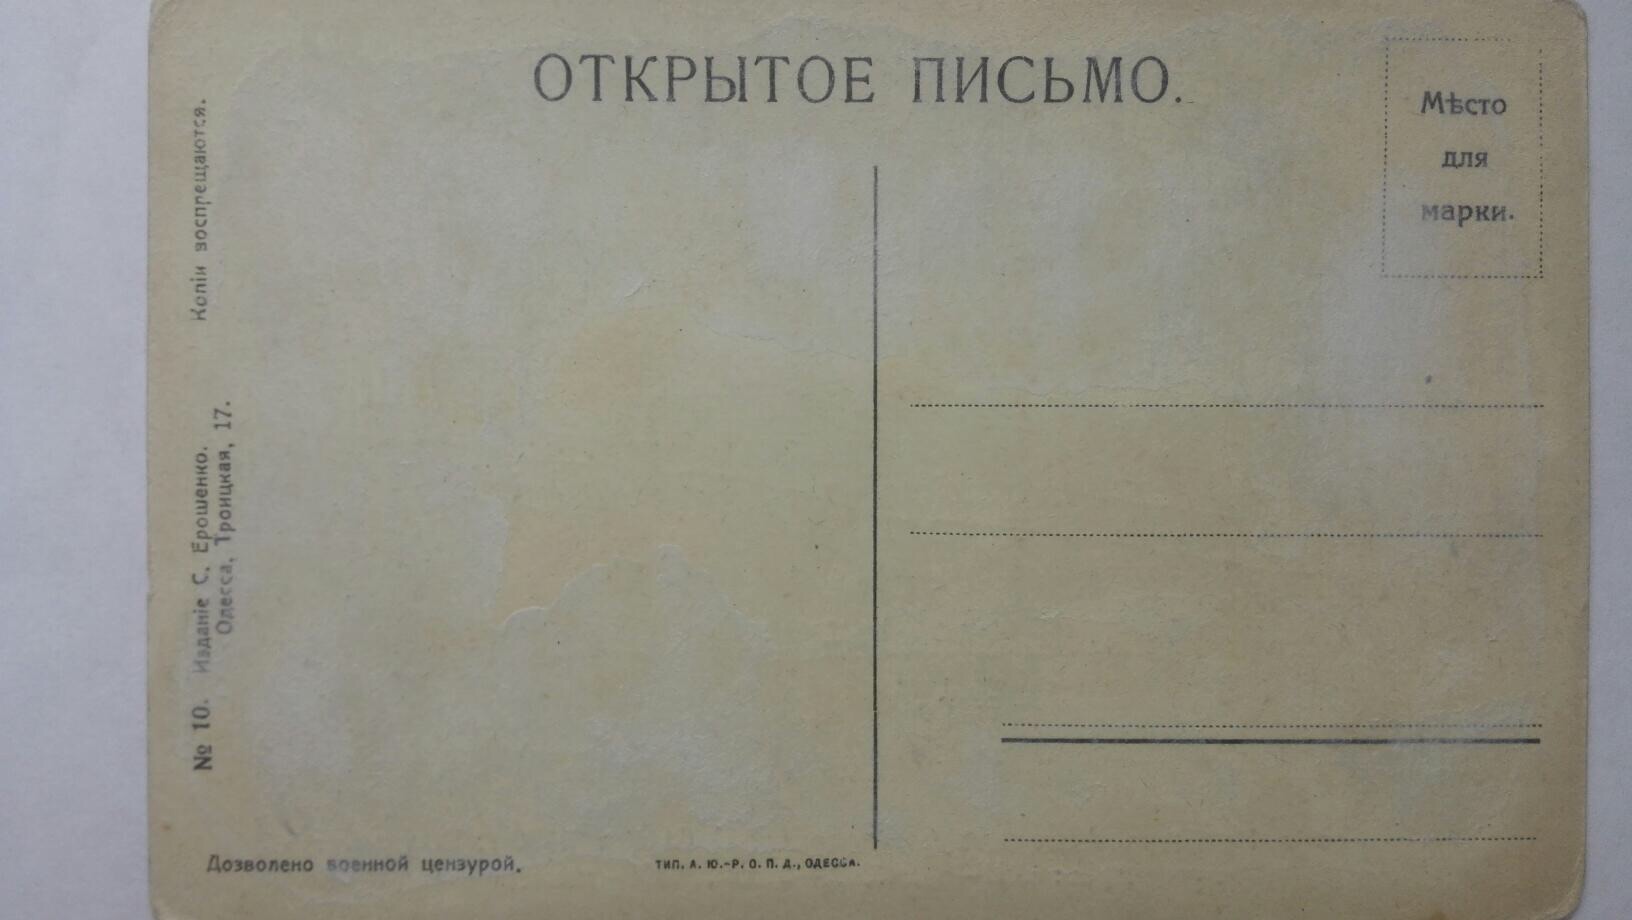 ОТКРЫТОЕ ПИСЬМО.
Мѣсто
для
марки.
Копіи воспрещаются.
№ 10. Изданіе С. Ерошенко.
Одесса, Троицкая, 17.
Дозволено военной цензурой.
ТИП. А. Ю.-Р. О. П. Д., ОДЕССА.